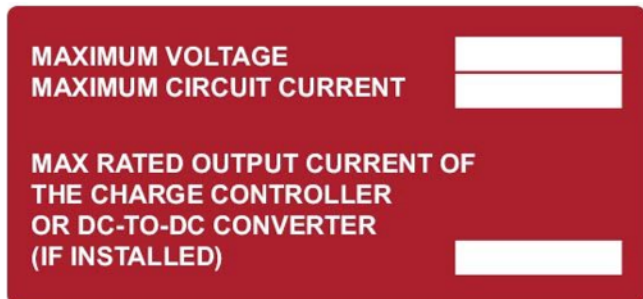 MAXIMUM VOLTAGE
MAXIMUM CIRCUIT CURRENT
MAX RATED OUTPUT CURRENT OF
THE CHARGE CONTROLLER
OR DC-TO-DC CONVERTER
(IF INSTALLED)